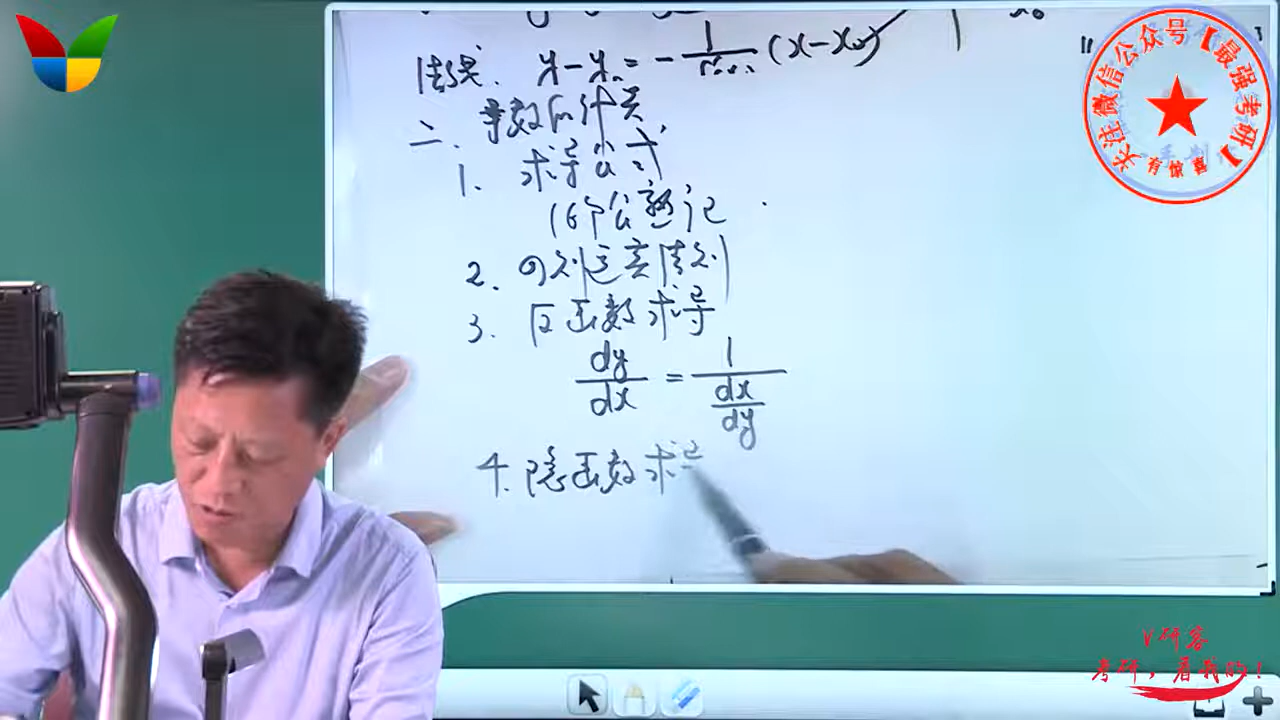 法线: y-y₀=-1/f'(x₀)(x-x₀)
二、导数的计算
1. 求导公式
16个公熟记
2. 四则运算法则
3. 反函数求导
dy/dx = 1/(dx/dy)
4. 隐函数求导
关注微信公众号【最强考研】
有惊喜
V研客
考研,看我的!